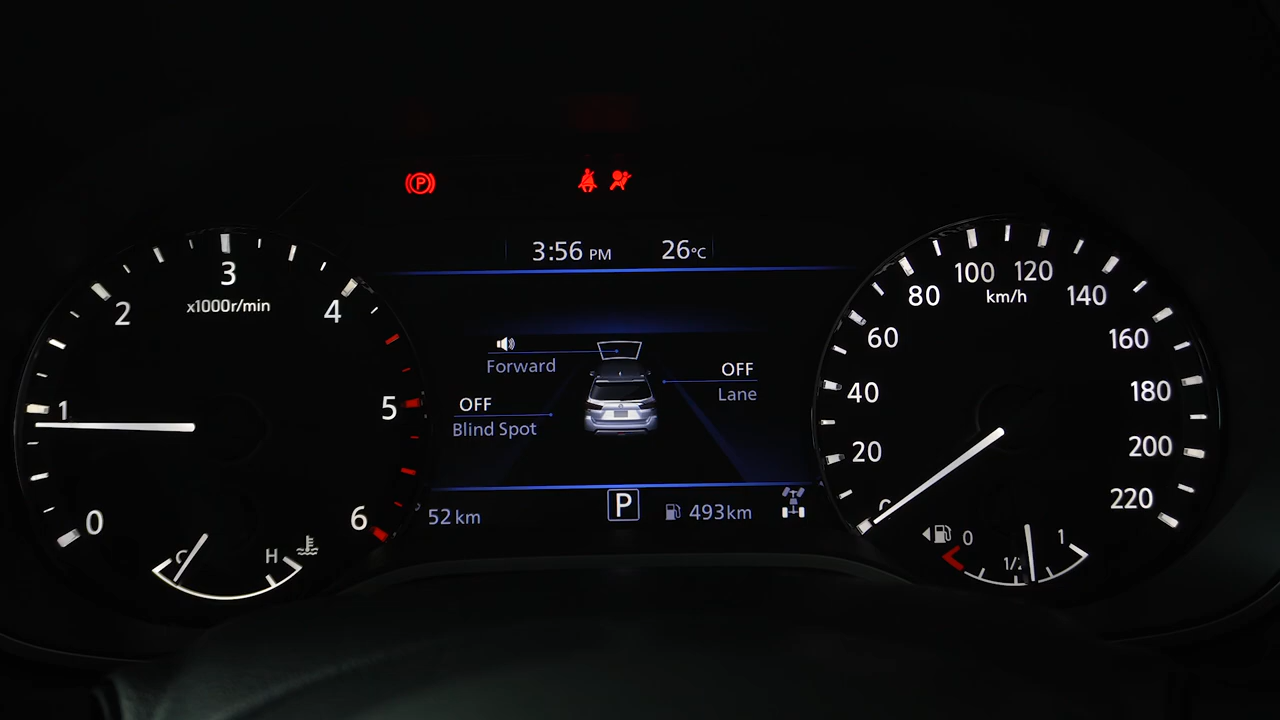 3:56 PM 26°C
3
x1000r/min
2
4
1
5
0
6
C H
Forward
OFF
Blind Spot
OFF
Lane
52 km
P
493km
100 120
km/h
80
140
60
160
40
180
20
200
220
0
1/2
1
P